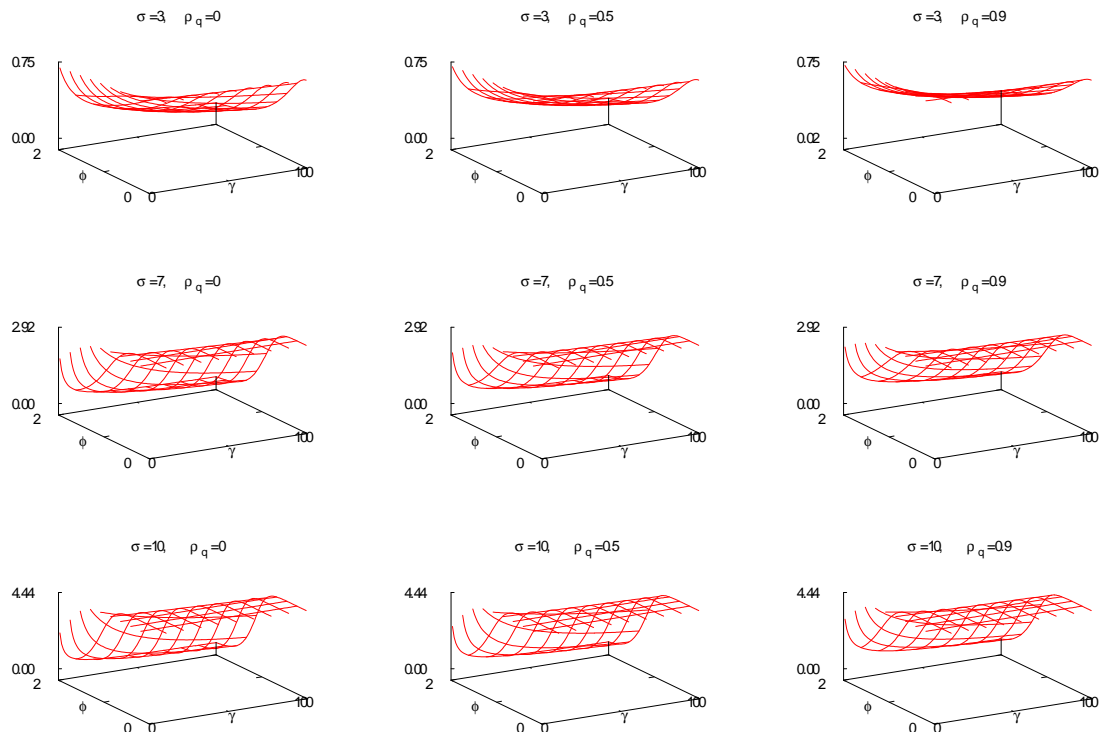 σ=3, ρ q=0
σ=3, ρ q=0.5
σ=3, ρ q=0.9
0.75
0.75
0.75
0.00
0.00
0.02
2
2
2
ϕ
γ
100
ϕ
γ
100
ϕ
γ
100
0 0
0 0
0 0
σ=7, ρ q=0
σ=7, ρ q=0.5
σ=7, ρ q=0.9
2.92
2.92
2.92
0.00
0.00
0.00
2
2
2
ϕ
γ
100
ϕ
γ
100
ϕ
γ
100
0 0
0 0
0 0
σ=10, ρ q=0
σ=10, ρ q=0.5
σ=10, ρ q=0.9
4.44
4.44
4.44
0.00
0.00
0.00
2
2
2
ϕ
γ
100
ϕ
γ
100
ϕ
γ
100
0 0
0 0
0 0